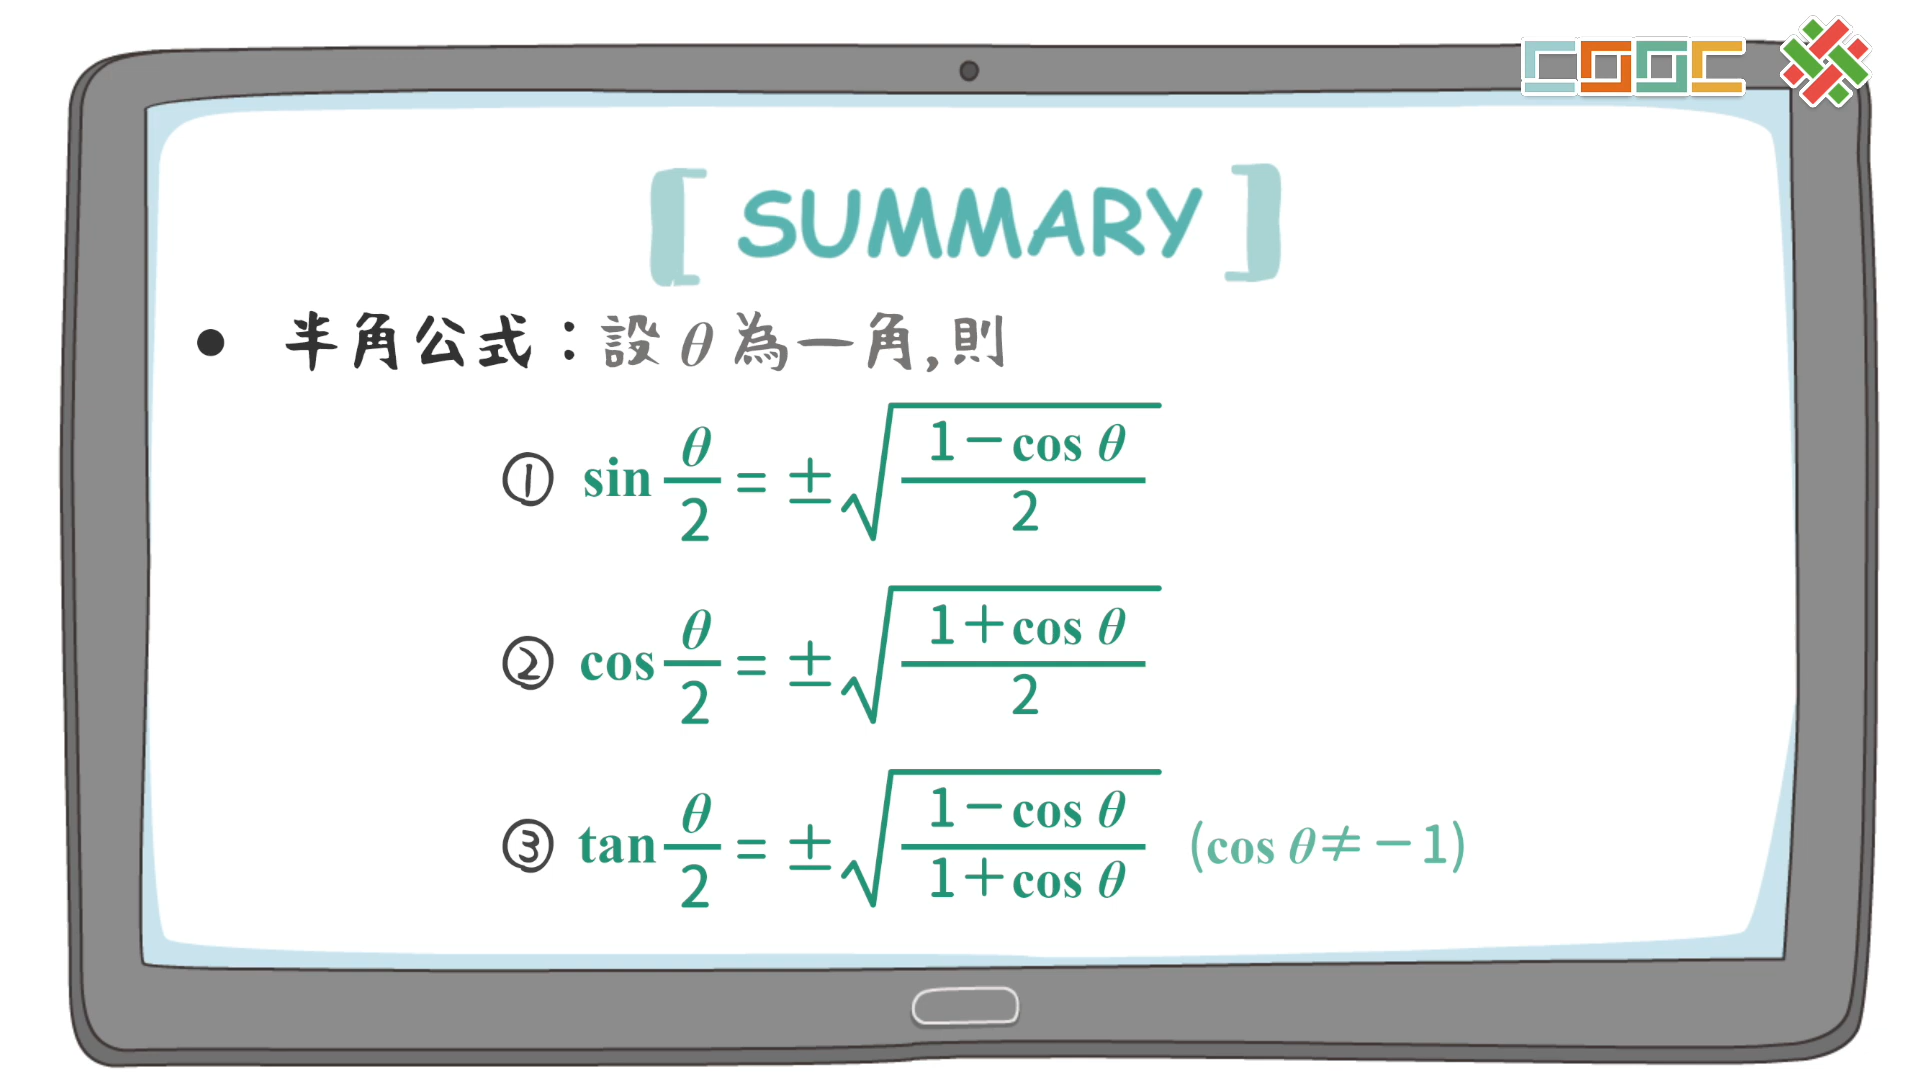 COOC
[ SUMMARY ]
● 半角公式：設 θ 為一角,則
① sin θ/2 = ±√((1−cos θ)/2)
② cos θ/2 = ±√((1+cos θ)/2)
③ tan θ/2 = ±√((1−cos θ)/(1+cos θ)) (cos θ≠−1)